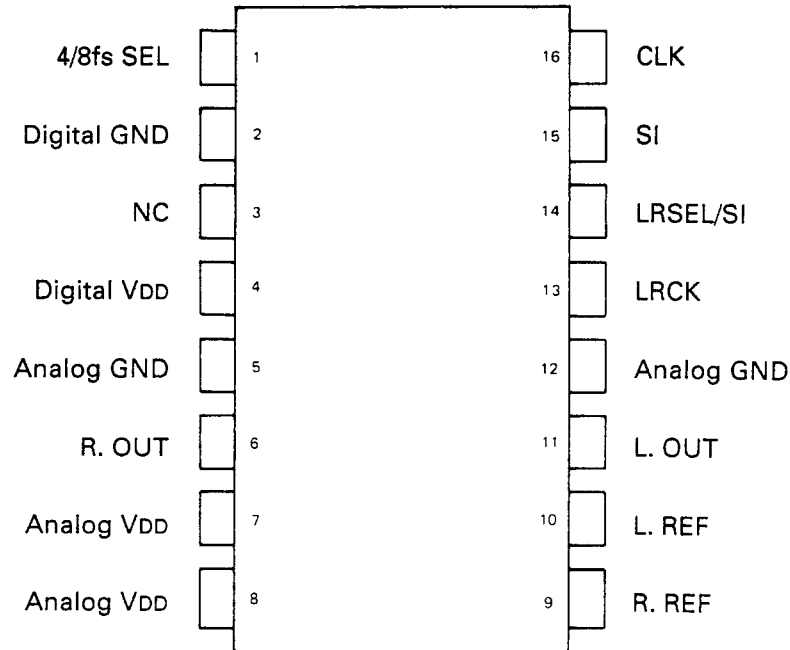 4/8fs SEL 1 16 CLK
Digital GND 2 15 SI
NC 3 14 LRSEL/SI
Digital VDD 4 13 LRCK
Analog GND 5 12 Analog GND
R. OUT 6 11 L. OUT
Analog VDD 7 10 L. REF
Analog VDD 8 9 R. REF